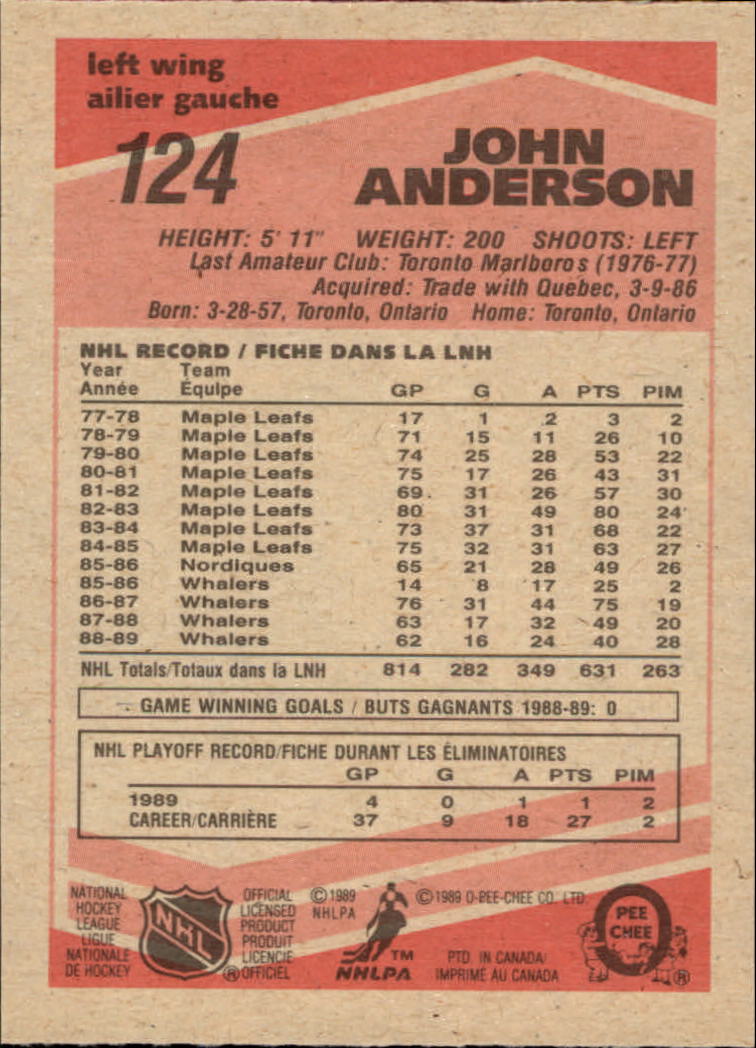 left wing
ailier gauche
124
JOHN
ANDERSON
HEIGHT: 5' 11" WEIGHT: 200 SHOOTS: LEFT
Last Amateur Club: Toronto Marlboros (1976-77)
Acquired: Trade with Quebec, 3-9-86
Born: 3-28-57, Toronto, Ontario Home: Toronto, Ontario
NHL RECORD / FICHE DANS LA LNH
Year Team
Année Équipe GP G A PTS PIM
77-78 Maple Leafs 17 1 2 3 2
78-79 Maple Leafs 71 15 11 26 10
79-80 Maple Leafs 74 25 28 53 22
80-81 Maple Leafs 75 17 26 43 31
81-82 Maple Leafs 69 31 26 57 30
82-83 Maple Leafs 80 31 49 80 24
83-84 Maple Leafs 73 37 31 68 22
84-85 Maple Leafs 75 32 31 63 27
85-86 Nordiques 65 21 28 49 26
85-86 Whalers 14 8 17 25 2
86-87 Whalers 76 31 44 75 19
87-88 Whalers 63 17 32 49 20
88-89 Whalers 62 16 24 40 28
NHL Totals/Totaux dans la LNH 814 282 349 631 263
GAME WINNING GOALS / BUTS GAGNANTS 1988-89: 0
NHL PLAYOFF RECORD/FICHE DURANT LES ÉLIMINATOIRES
GP G A PTS PIM
1989 4 0 1 1 2
CAREER/CARRIÈRE 37 9 18 27 2
NATIONAL
HOCKEY
LEAGUE
LIGUE
NATIONALE
DE HOCKEY
NHL
OFFICIAL
LICENSED
PRODUCT
PRODUIT
LICENCIE
® OFFICIEL
© 1989
NHLPA
TM
NHLPA
© 1989 O-PEE-CHEE CO. LTD.
PTD. IN CANADA/
IMPRIMÉ AU CANADA
O
PEE
CHEE
®